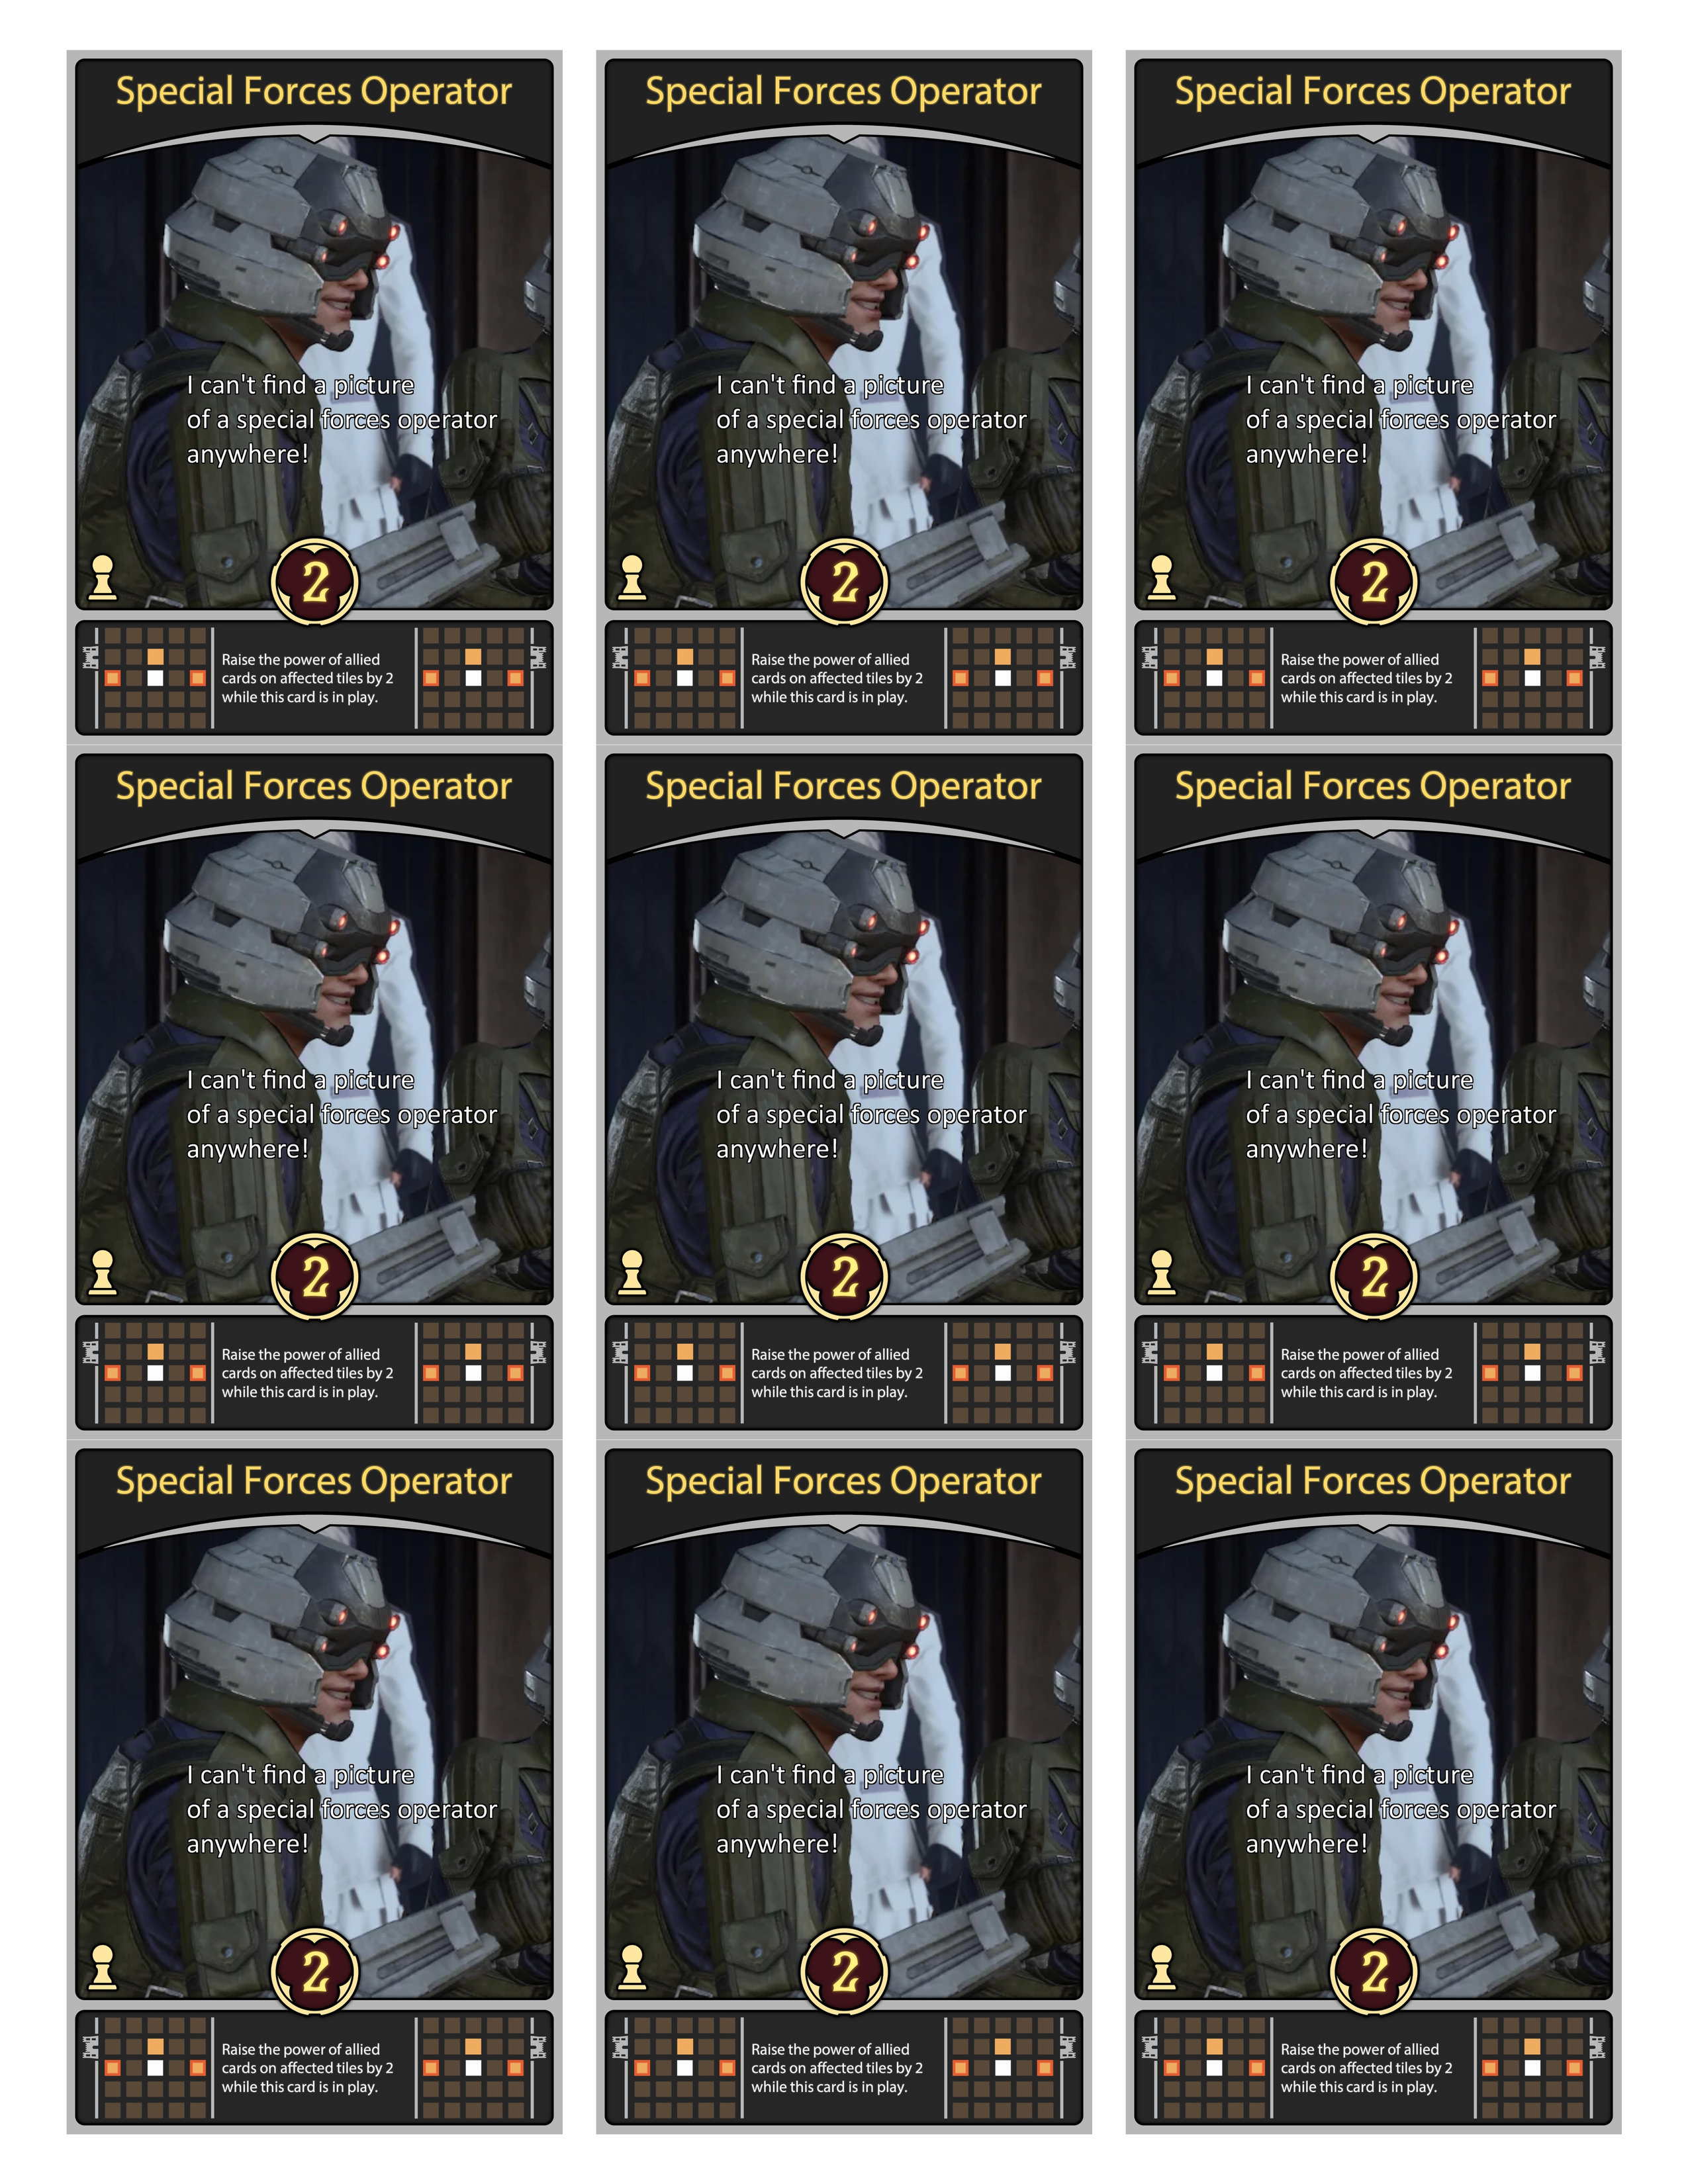 Special Forces Operator
I can't find a picture
of a special forces operator
anywhere!
2
Raise the power of allied
cards on affected tiles by 2
while this card is in play.
Special Forces Operator
I can't find a picture
of a special forces operator
anywhere!
2
Raise the power of allied
cards on affected tiles by 2
while this card is in play.
Special Forces Operator
I can't find a picture
of a special forces operator
anywhere!
2
Raise the power of allied
cards on affected tiles by 2
while this card is in play.
Special Forces Operator
I can't find a picture
of a special forces operator
anywhere!
2
Raise the power of allied
cards on affected tiles by 2
while this card is in play.
Special Forces Operator
I can't find a picture
of a special forces operator
anywhere!
2
Raise the power of allied
cards on affected tiles by 2
while this card is in play.
Special Forces Operator
I can't find a picture
of a special forces operator
anywhere!
2
Raise the power of allied
cards on affected tiles by 2
while this card is in play.
Special Forces Operator
I can't find a picture
of a special forces operator
anywhere!
2
Raise the power of allied
cards on affected tiles by 2
while this card is in play.
Special Forces Operator
I can't find a picture
of a special forces operator
anywhere!
2
Raise the power of allied
cards on affected tiles by 2
while this card is in play.
Special Forces Operator
I can't find a picture
of a special forces operator
anywhere!
2
Raise the power of allied
cards on affected tiles by 2
while this card is in play.